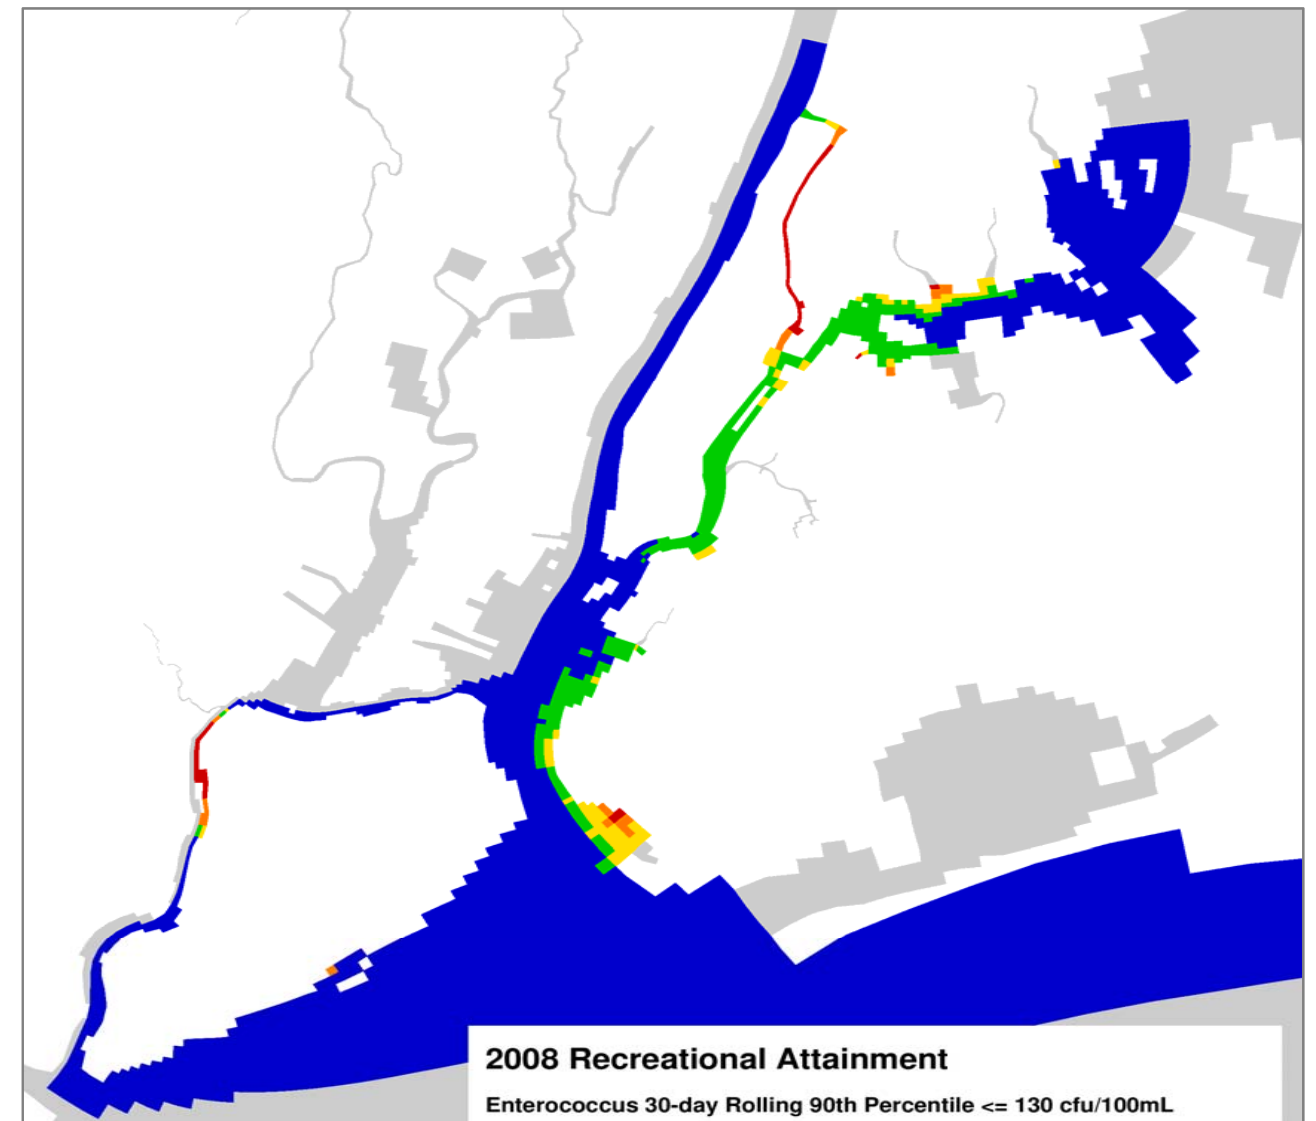 2008 Recreational Attainment
Enterococcus 30-day Rolling 90th Percentile <= 130 cfu/100mL